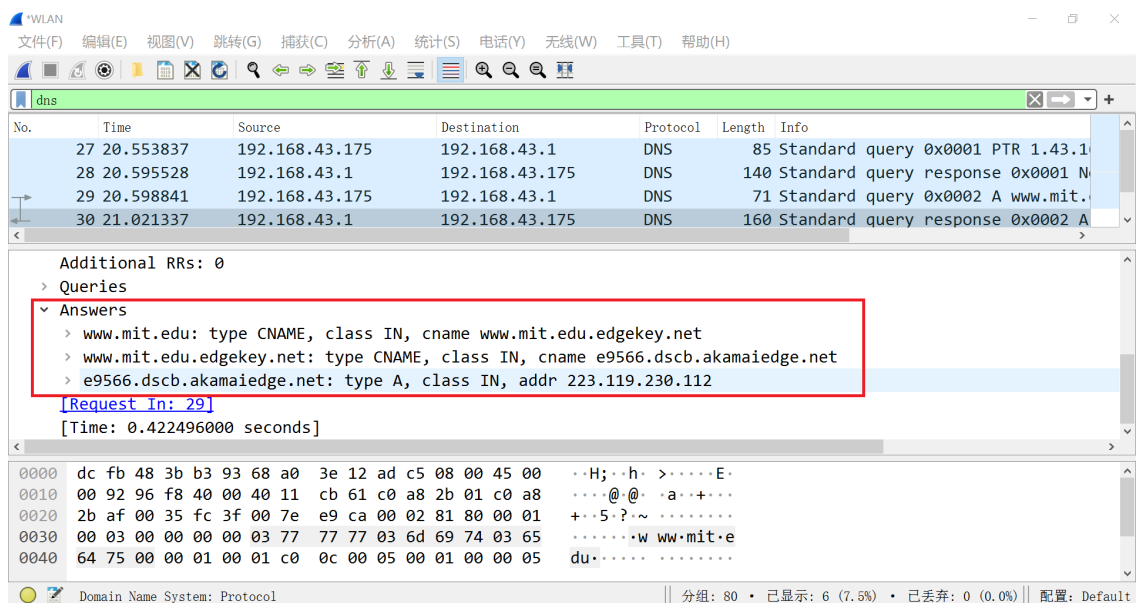 *WLAN
文件(F) 编辑(E) 视图(V) 跳转(G) 捕获(C) 分析(A) 统计(S) 电话(Y) 无线(W) 工具(T) 帮助(H)
dns
No. Time Source Destination Protocol Length Info
27 20.553837 192.168.43.175 192.168.43.1 DNS 85 Standard query 0x0001 PTR 1.43.1
28 20.595528 192.168.43.1 192.168.43.175 DNS 140 Standard query response 0x0001 N
29 20.598841 192.168.43.175 192.168.43.1 DNS 71 Standard query 0x0002 A www.mit.
30 21.021337 192.168.43.1 192.168.43.175 DNS 160 Standard query response 0x0002 A
Additional RRs: 0
Queries
Answers
www.mit.edu: type CNAME, class IN, cname www.mit.edu.edgekey.net
www.mit.edu.edgekey.net: type CNAME, class IN, cname e9566.dscb.akamaiedge.net
e9566.dscb.akamaiedge.net: type A, class IN, addr 223.119.230.112
[Request In: 29]
[Time: 0.422496000 seconds]
0000 dc fb 48 3b b3 93 68 a0 3e 12 ad c5 08 00 45 00 ··H;··h· >·····E·
0010 00 92 96 f8 40 00 40 11 cb 61 c0 a8 2b 01 c0 a8 ····@·@· ·a··+···
0020 2b af 00 35 fc 3f 00 7e e9 ca 00 02 81 80 00 01 +··5·?·~ ········
0030 00 03 00 00 00 00 03 77 77 77 03 6d 69 74 03 65 ·······w ww·mit·e
0040 64 75 00 00 01 00 01 c0 0c 00 05 00 01 00 00 05 du······ ········
Domain Name System: Protocol 分组: 80 · 已显示: 6 (7.5%) · 已丢弃: 0 (0.0%) 配置: Default